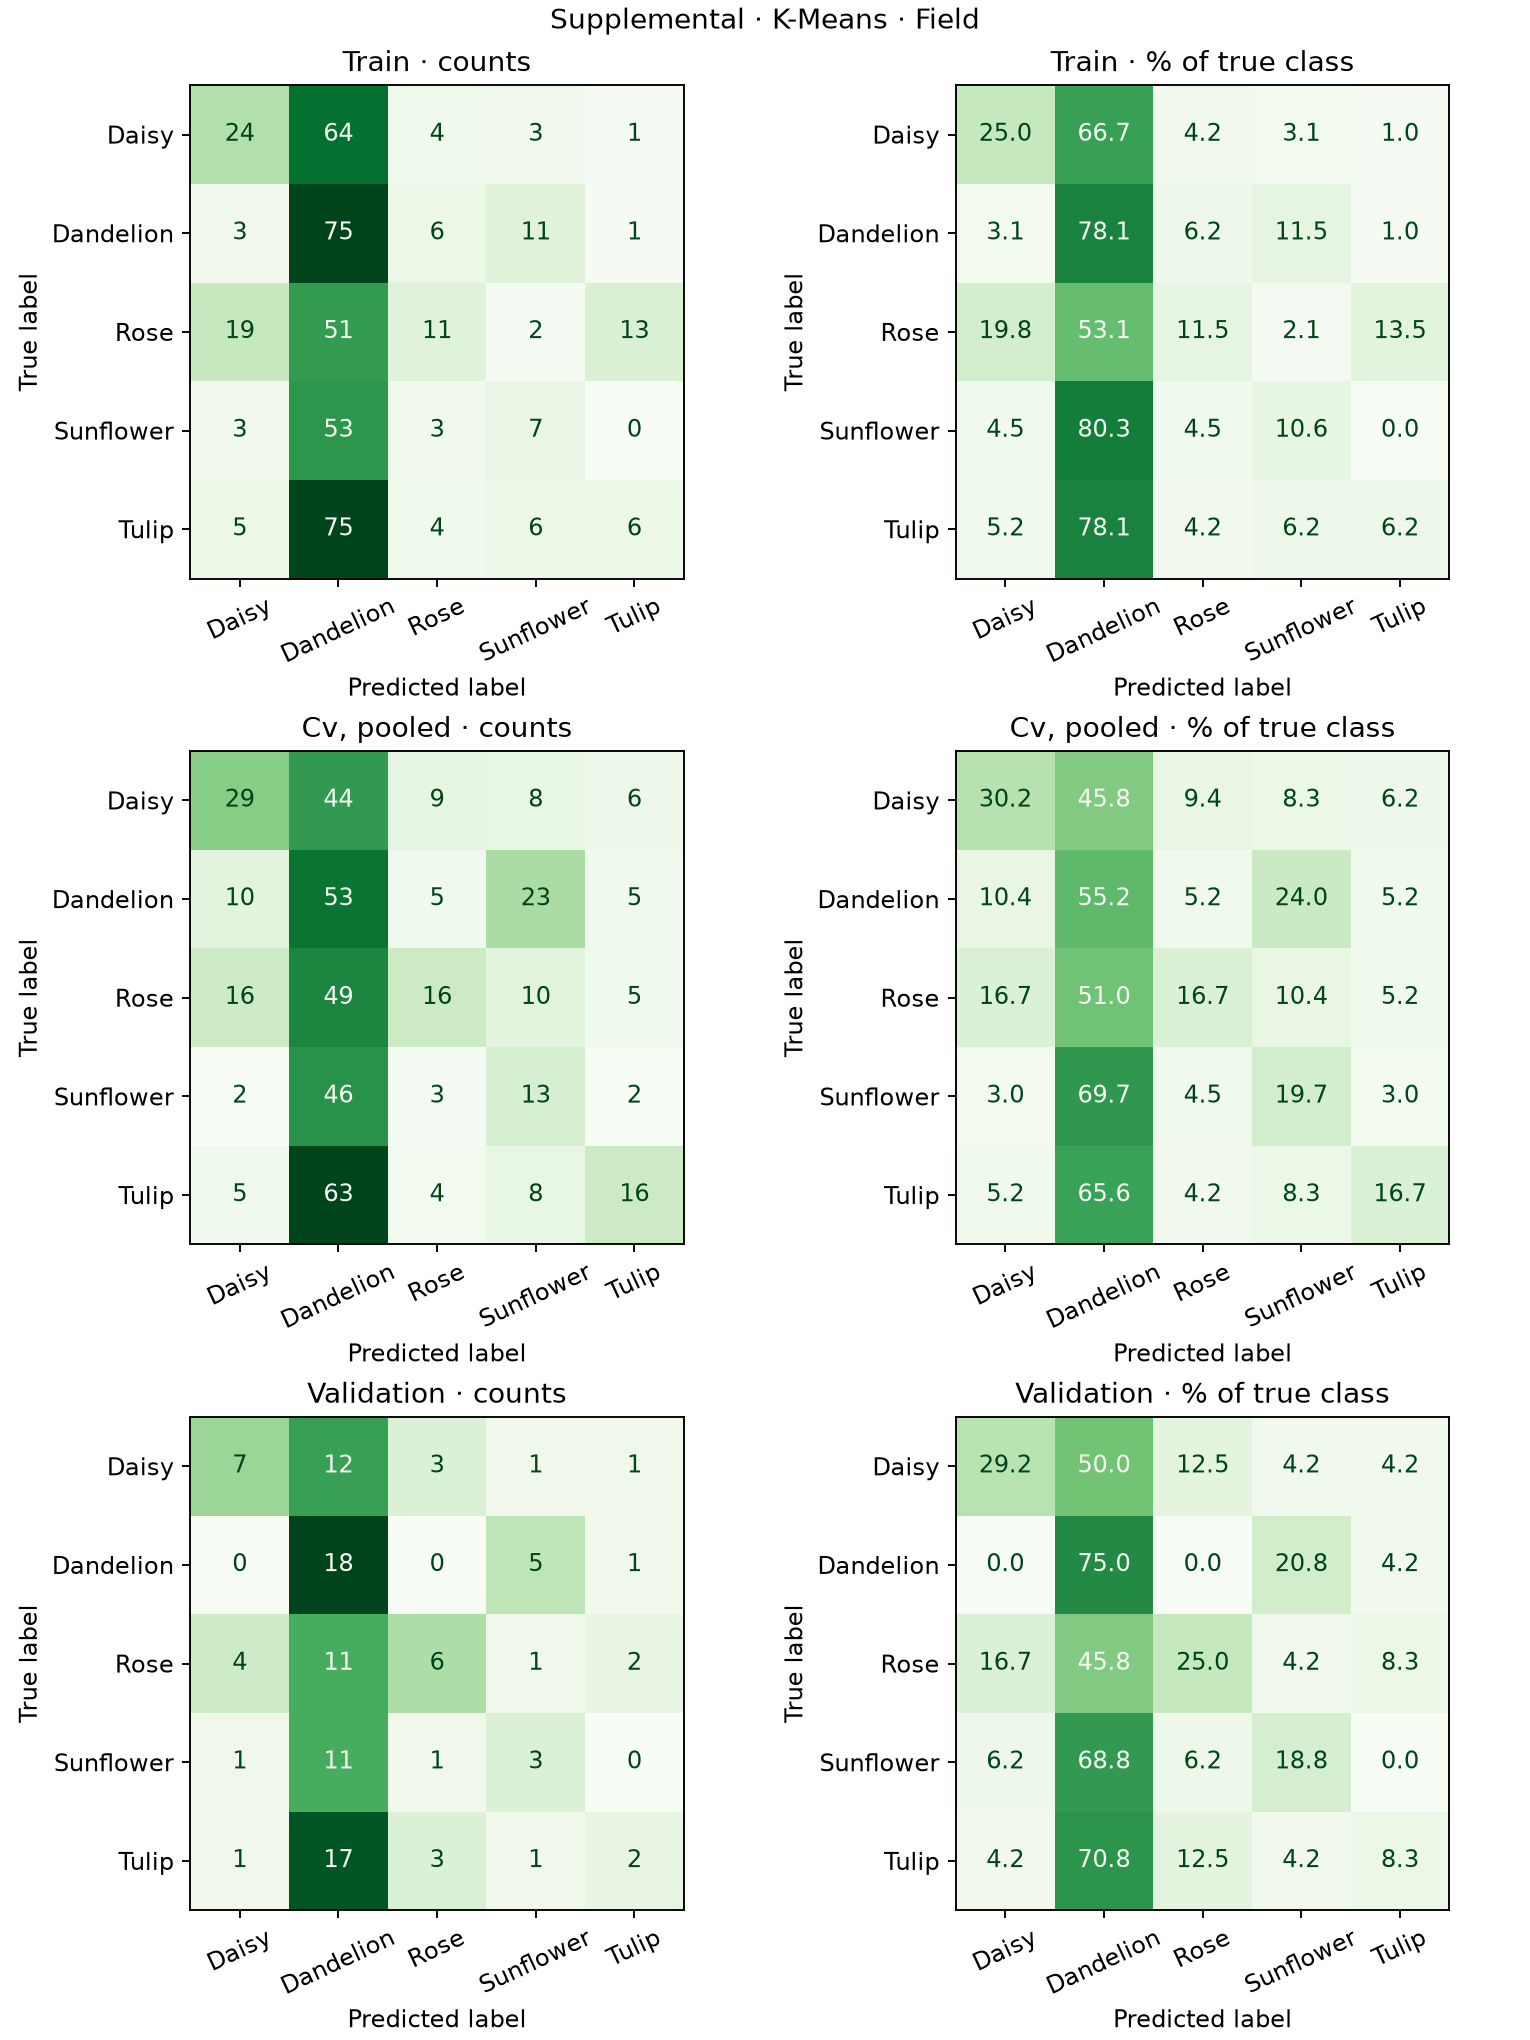 Supplemental · K-Means · Field
Train · counts
True label
Daisy 24 64 4 3 1
Dandelion 3 75 6 11 1
Rose 19 51 11 2 13
Sunflower 3 53 3 7 0
Tulip 5 75 4 6 6
Daisy Dandelion Rose Sunflower Tulip
Predicted label
Train · % of true class
True label
Daisy 25.0 66.7 4.2 3.1 1.0
Dandelion 3.1 78.1 6.2 11.5 1.0
Rose 19.8 53.1 11.5 2.1 13.5
Sunflower 4.5 80.3 4.5 10.6 0.0
Tulip 5.2 78.1 4.2 6.2 6.2
Daisy Dandelion Rose Sunflower Tulip
Predicted label
Cv, pooled · counts
True label
Daisy 29 44 9 8 6
Dandelion 10 53 5 23 5
Rose 16 49 16 10 5
Sunflower 2 46 3 13 2
Tulip 5 63 4 8 16
Daisy Dandelion Rose Sunflower Tulip
Predicted label
Cv, pooled · % of true class
True label
Daisy 30.2 45.8 9.4 8.3 6.2
Dandelion 10.4 55.2 5.2 24.0 5.2
Rose 16.7 51.0 16.7 10.4 5.2
Sunflower 3.0 69.7 4.5 19.7 3.0
Tulip 5.2 65.6 4.2 8.3 16.7
Daisy Dandelion Rose Sunflower Tulip
Predicted label
Validation · counts
True label
Daisy 7 12 3 1 1
Dandelion 0 18 0 5 1
Rose 4 11 6 1 2
Sunflower 1 11 1 3 0
Tulip 1 17 3 1 2
Daisy Dandelion Rose Sunflower Tulip
Predicted label
Validation · % of true class
True label
Daisy 29.2 50.0 12.5 4.2 4.2
Dandelion 0.0 75.0 0.0 20.8 4.2
Rose 16.7 45.8 25.0 4.2 8.3
Sunflower 6.2 68.8 6.2 18.8 0.0
Tulip 4.2 70.8 12.5 4.2 8.3
Daisy Dandelion Rose Sunflower Tulip
Predicted label